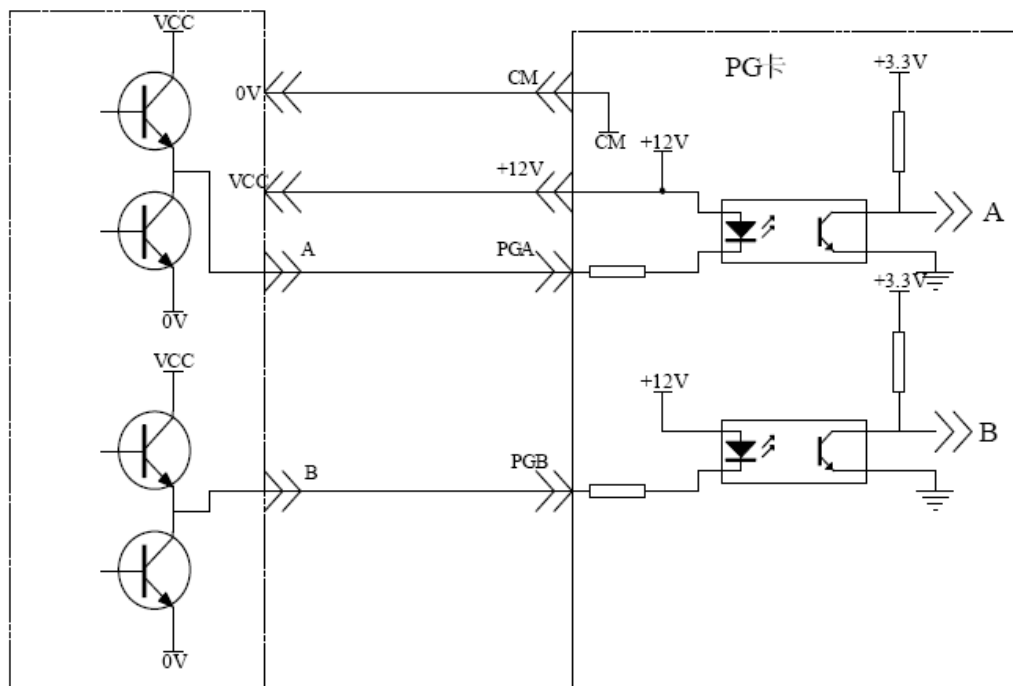 VCC
0V
CM
PG卡
+3.3V
CM
+12V
VCC
+12V
A
PGA
A
0V
+3.3V
VCC
+12V
B
PGB
B
0V